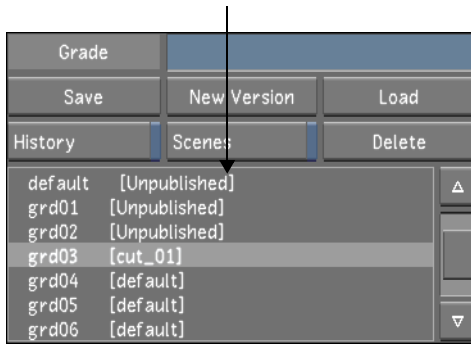 Grade
Save New Version Load
History Scenes Delete
default [Unpublished]
grd01 [Unpublished]
grd02 [Unpublished]
grd03 [cut_01]
grd04 [default]
grd05 [default]
grd06 [default]